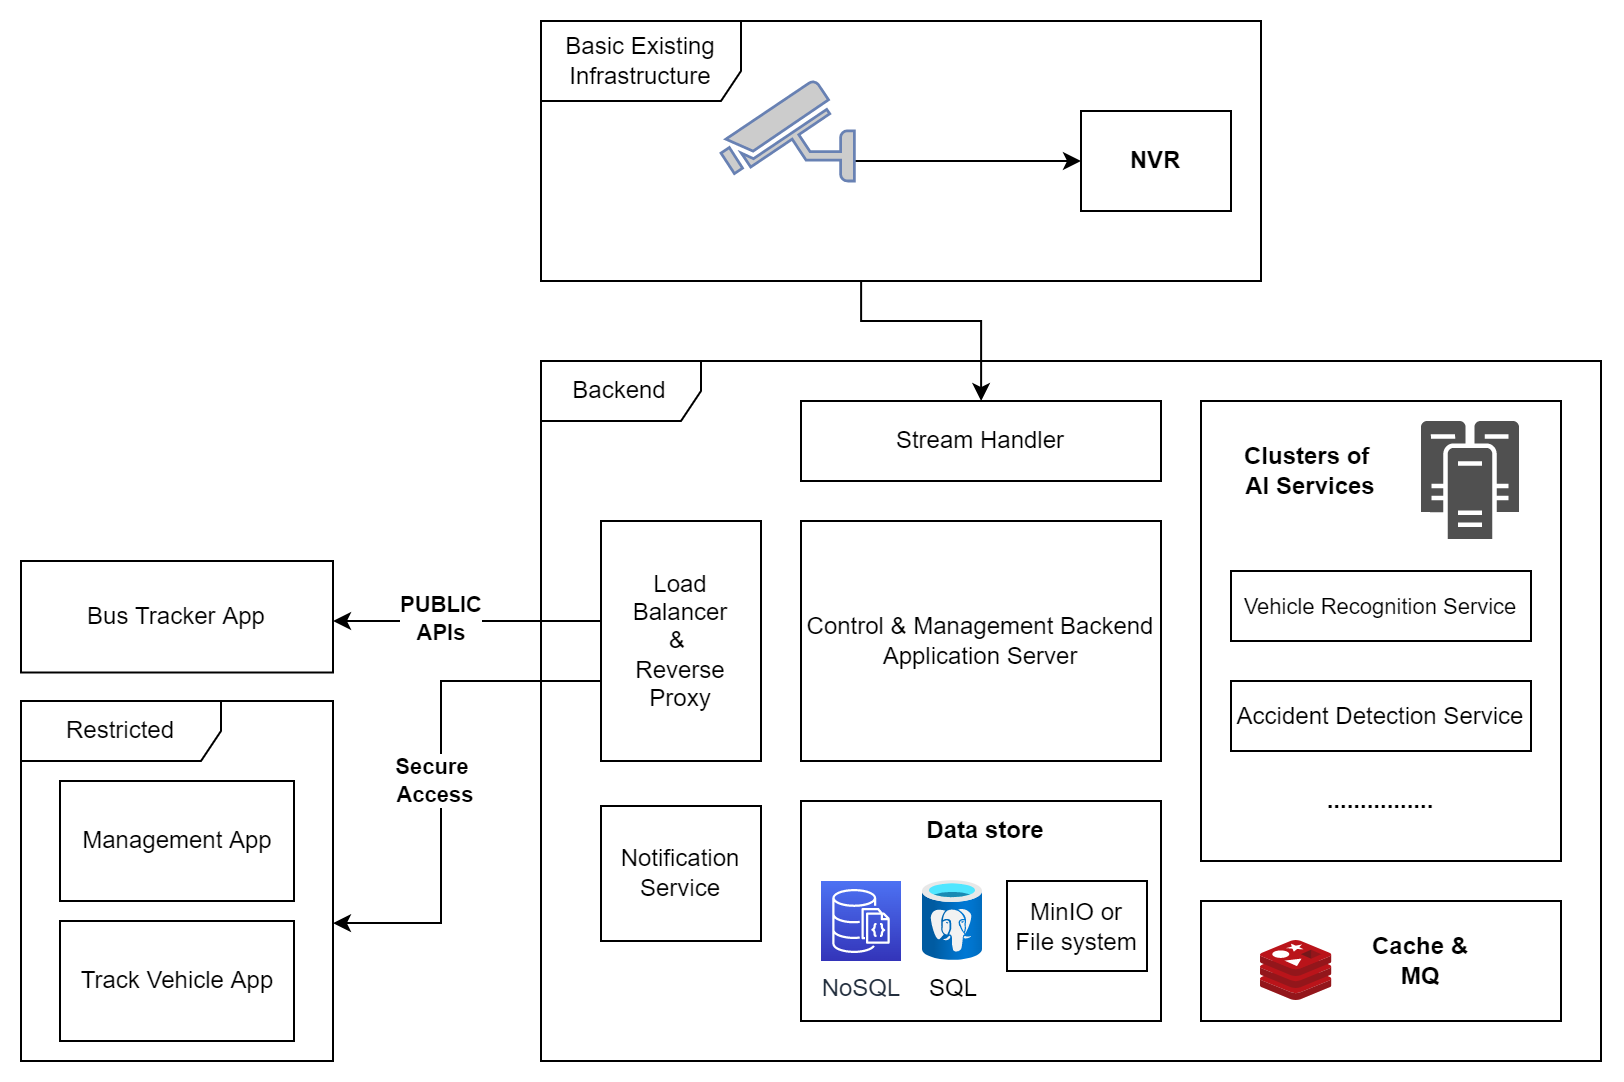 Basic Existing
Infrastructure
NVR
Backend
Stream Handler
Clusters of
AI Services
Load
Balancer
&
Reverse
Proxy
Control & Management Backend
Application Server
Vehicle Recognition Service
Accident Detection Service
................
Bus Tracker App
PUBLIC
APIs
Restricted
Secure
Access
Management App
Track Vehicle App
Notification
Service
Data store
NoSQL
SQL
MinIO or
File system
Cache &
MQ